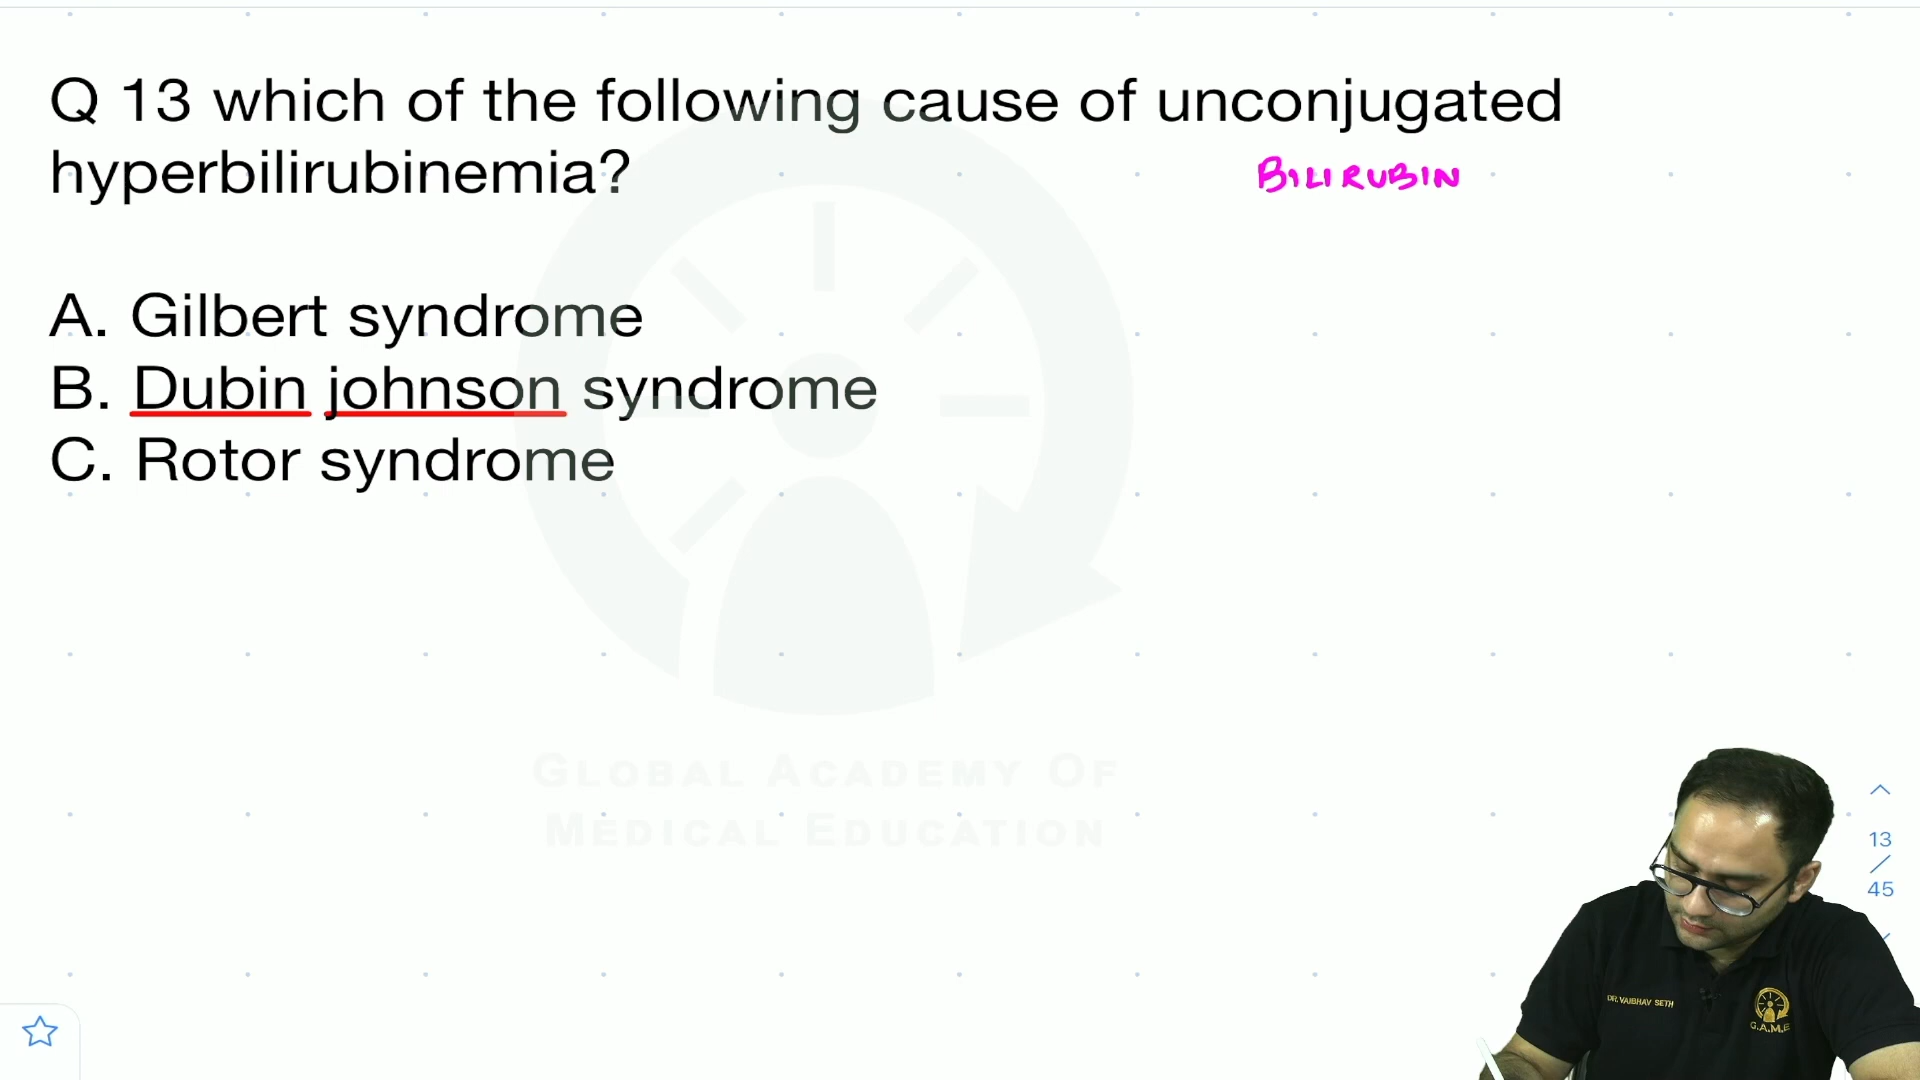 Q 13 which of the following cause of unconjugated
hyperbilirubinemia?
BILIRUBIN
A. Gilbert syndrome
B. Dubin johnson syndrome
C. Rotor syndrome
GLOBAL ACADEMY OF
MEDICAL EDUCATION
13
/
45
DR. VAIBHAV SETH
G.A.M.E